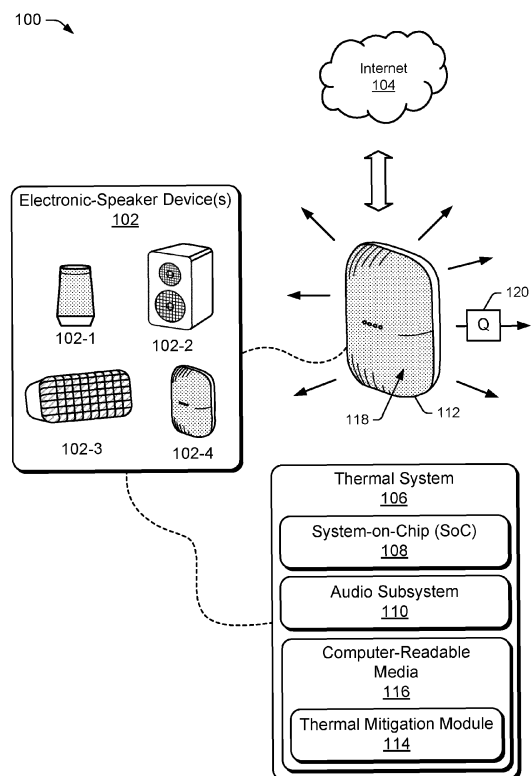 100
Internet
104
Electronic-Speaker Device(s)
102
102-1
102-2
102-3
102-4
120
Q
118
112
Thermal System
106
System-on-Chip (SoC)
108
Audio Subsystem
110
Computer-Readable
Media
116
Thermal Mitigation Module
114